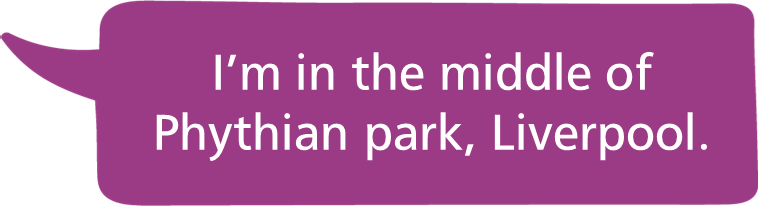 I’m in the middle of
Phythian park, Liverpool.